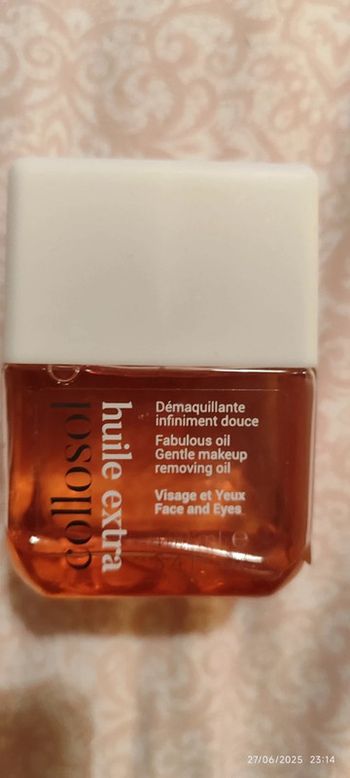 collosol
huile extra
Démaquillante
infiniment douce
Fabulous oil
Gentle makeup
removing oil
Visage et Yeux
Face and Eyes
ml e
27/06/2025 23:14